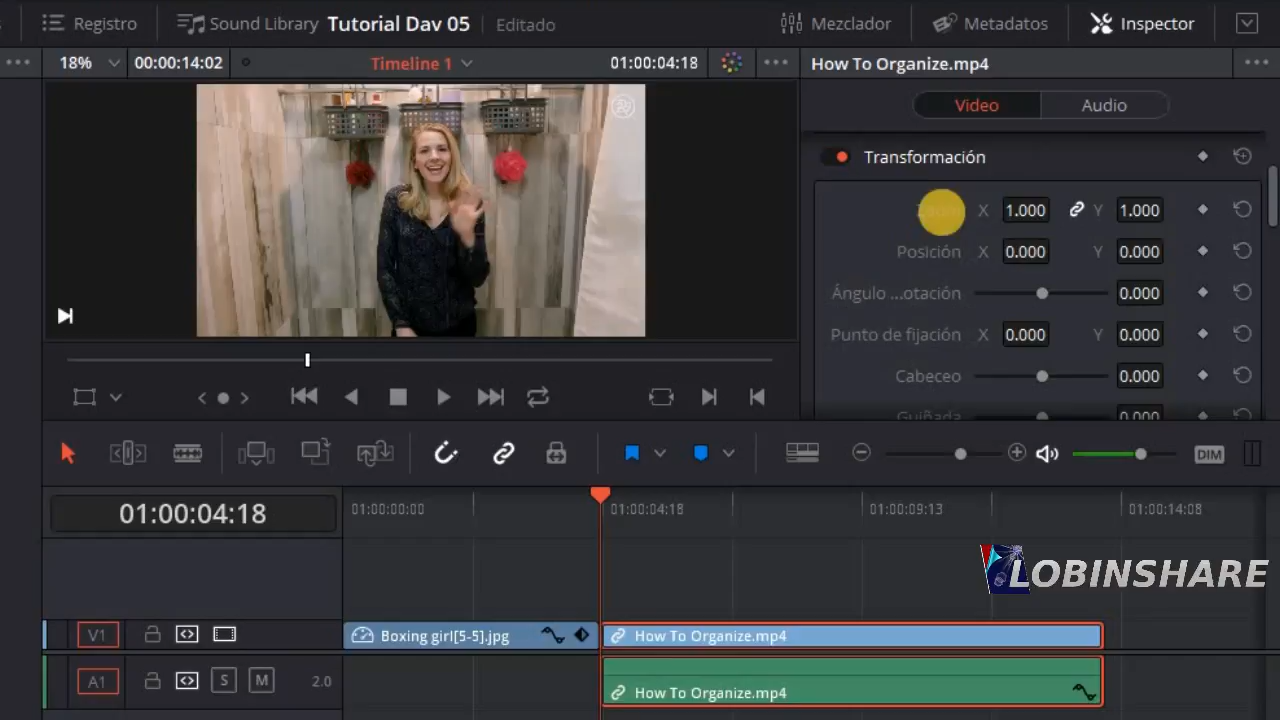 Registro
Sound Library
Tutorial Dav 05
Editado
Mezclador
Metadatos
Inspector
18%
00:00:14:02
Timeline 1
01:00:04:18
How To Organize.mp4
Video
Audio
Transformación
X 1.000 Y 1.000
Posición X 0.000 Y 0.000
Ángulo ...otación 0.000
Punto de fijación X 0.000 Y 0.000
Cabeceo 0.000
Guiñada 0.000
DIM
01:00:04:18
01:00:00:00
01:00:04:18
01:00:09:13
01:00:14:08
LOBINSHARE
V1
Boxing girl[5-5].jpg
How To Organize.mp4
A1
S
M
2.0
How To Organize.mp4